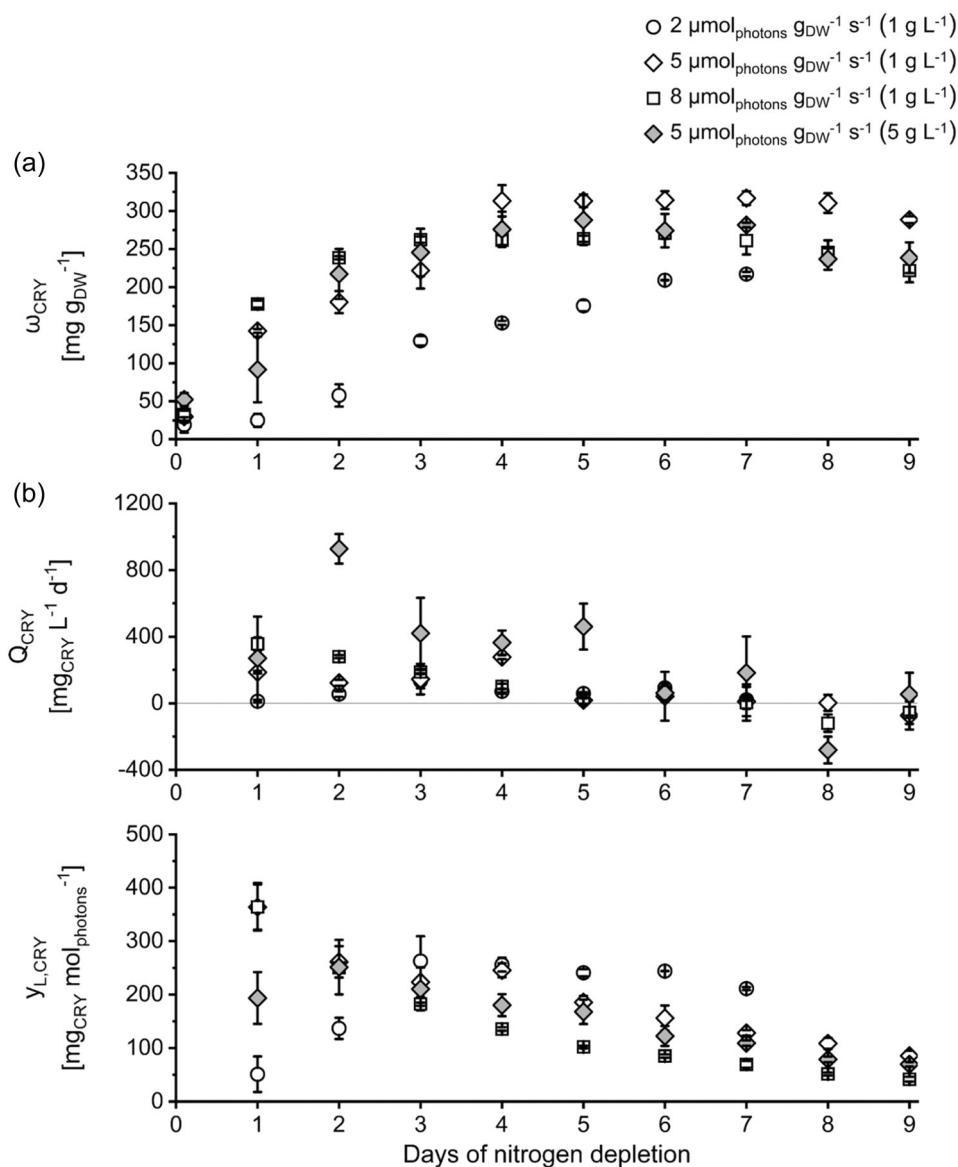 2 µmolphotons gDW⁻¹ s⁻¹ (1 g L⁻¹)
5 µmolphotons gDW⁻¹ s⁻¹ (1 g L⁻¹)
8 µmolphotons gDW⁻¹ s⁻¹ (1 g L⁻¹)
5 µmolphotons gDW⁻¹ s⁻¹ (5 g L⁻¹)
(a)
ωCRY
[mg gDW⁻¹]
350
300
250
200
150
100
50
0
0 1 2 3 4 5 6 7 8 9
(b)
QCRY
[mgCRY L⁻¹ d⁻¹]
1200
800
400
0
-400
0 1 2 3 4 5 6 7 8 9
yL,CRY
[mgCRY molphotons⁻¹]
500
400
300
200
100
0
0 1 2 3 4 5 6 7 8 9
Days of nitrogen depletion